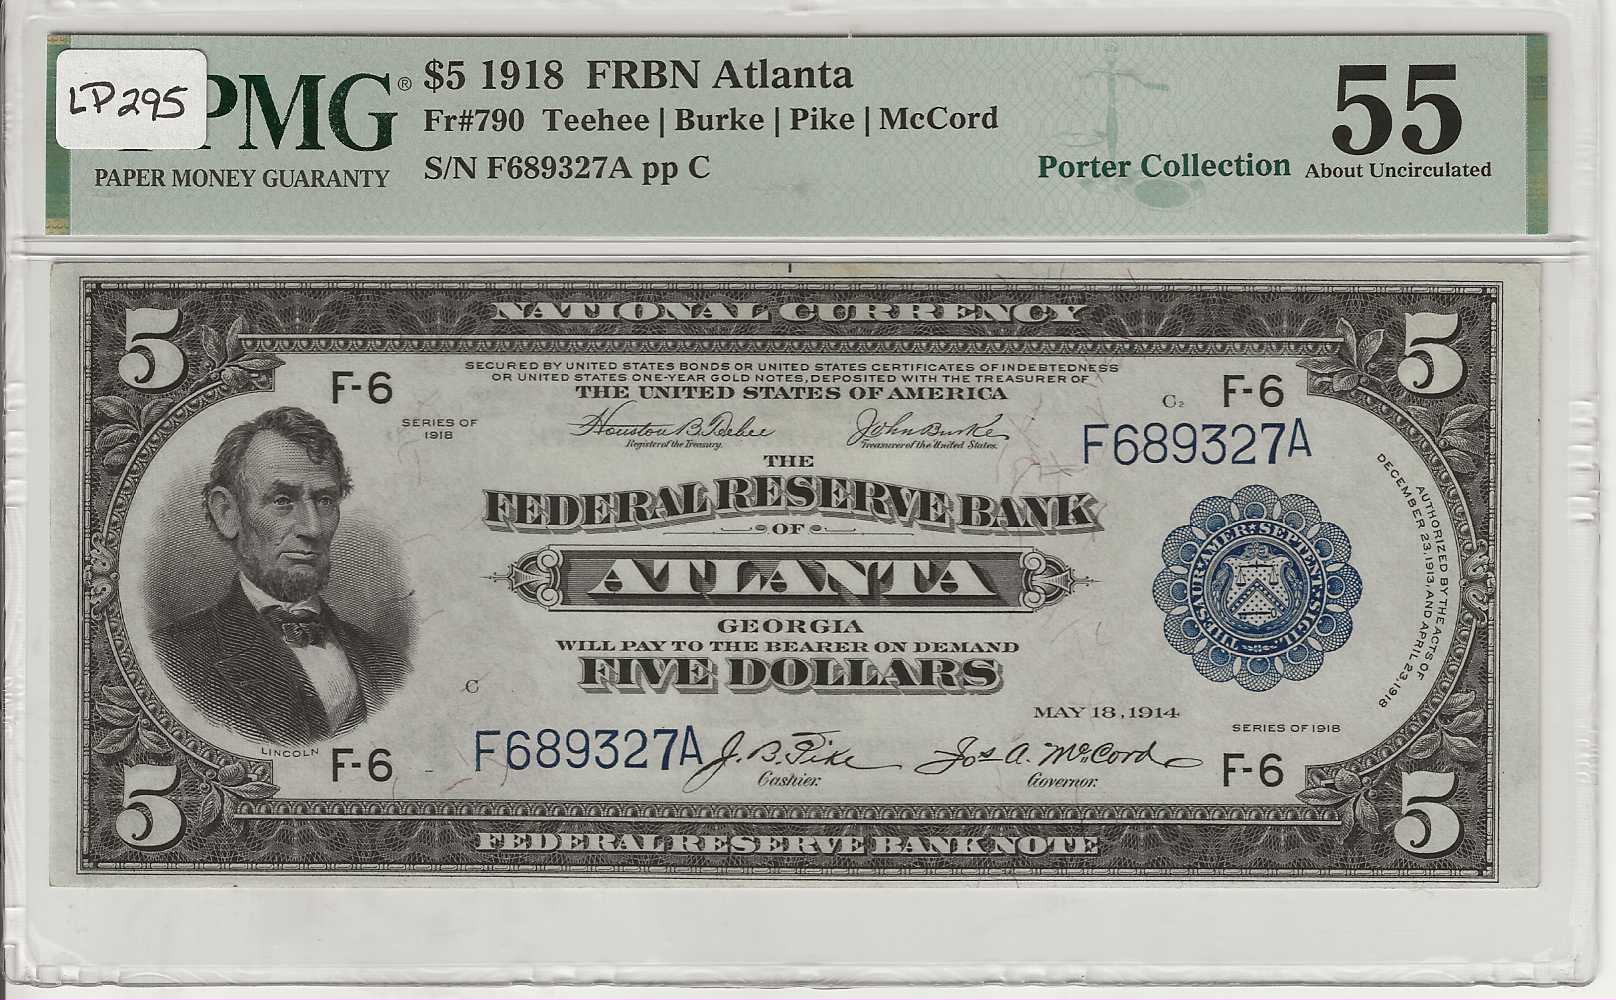 LP295
PMG®
PAPER MONEY GUARANTY
$5 1918 FRBN Atlanta
Fr#790 Teehee | Burke | Pike | McCord
S/N F689327A pp C
Porter Collection
55
About Uncirculated
NATIONAL CURRENCY
5
5
SECURED BY UNITED STATES BONDS OR UNITED STATES CERTIFICATES OF INDEBTEDNESS
OR UNITED STATES ONE-YEAR GOLD NOTES, DEPOSITED WITH THE TREASURER OF
THE UNITED STATES OF AMERICA
F-6
F-6
C2
SERIES OF
1918
Houston B. Teehee
Register of the Treasury.
John Burke
Treasurer of the United States.
F689327A
THE
FEDERAL RESERVE BANK
OF
ATLANTA
GEORGIA
WILL PAY TO THE BEARER ON DEMAND
FIVE DOLLARS
THESAUR. AMER. SEPTENT. SIGIL.
AUTHORIZED BY THE ACTS OF
DECEMBER 23, 1913, AND APRIL 23, 1918
C
MAY 18, 1914
SERIES OF 1918
LINCOLN
F-6
F689327A
J. B. Pike
Cashier.
Jos. A. McCord
Governor.
F-6
5
5
FEDERAL RESERVE BANK NOTE